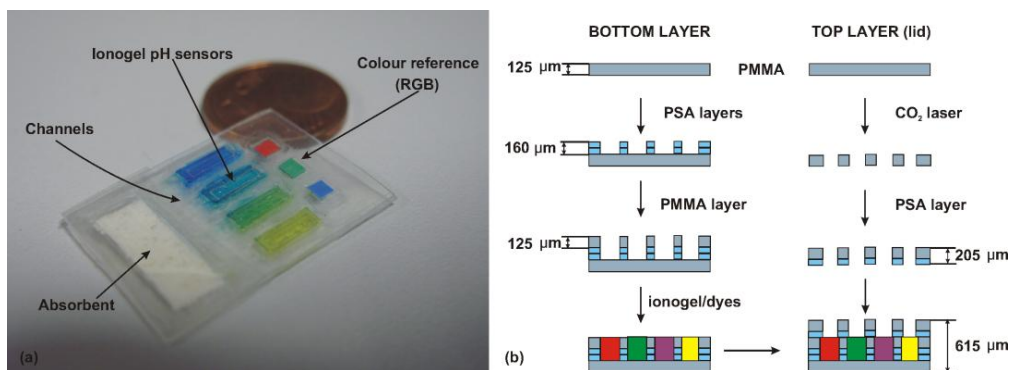 Ionogel pH sensors
Colour reference
(RGB)
Channels
Absorbent
(a)
BOTTOM LAYER
TOP LAYER (lid)
125 µm
PMMA
PSA layers
CO₂ laser
160 µm
PMMA layer
PSA layer
125 µm
205 µm
ionogel/dyes
615 µm
(b)